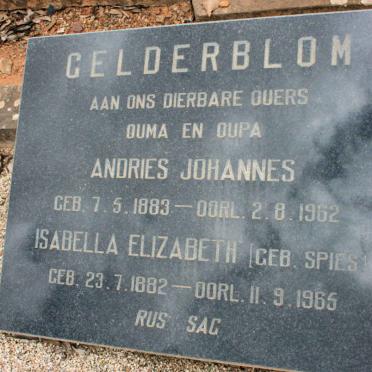 GELDERBLOM
AAN ONS DIERBARE OUERS
OUMA EN OUPA
ANDRIES JOHANNES
GEB. 7.5.1883 — OORL. 2.8.1962
ISABELLA ELIZABETH (GEB. SPIES)
GEB. 23.7.1882 — OORL. 11.9.1965
RUS SAG